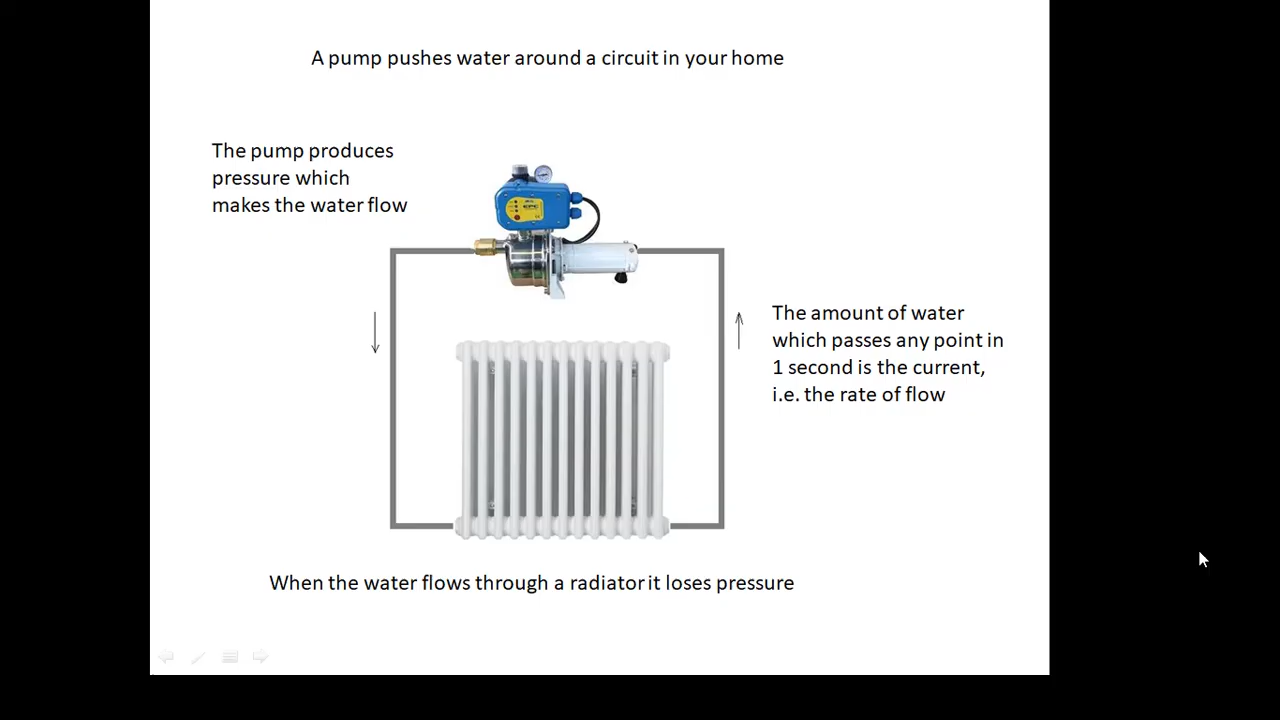 A pump pushes water around a circuit in your home
The pump produces
pressure which
makes the water flow
EPC
The amount of water
which passes any point in
1 second is the current,
i.e. the rate of flow
When the water flows through a radiator it loses pressure